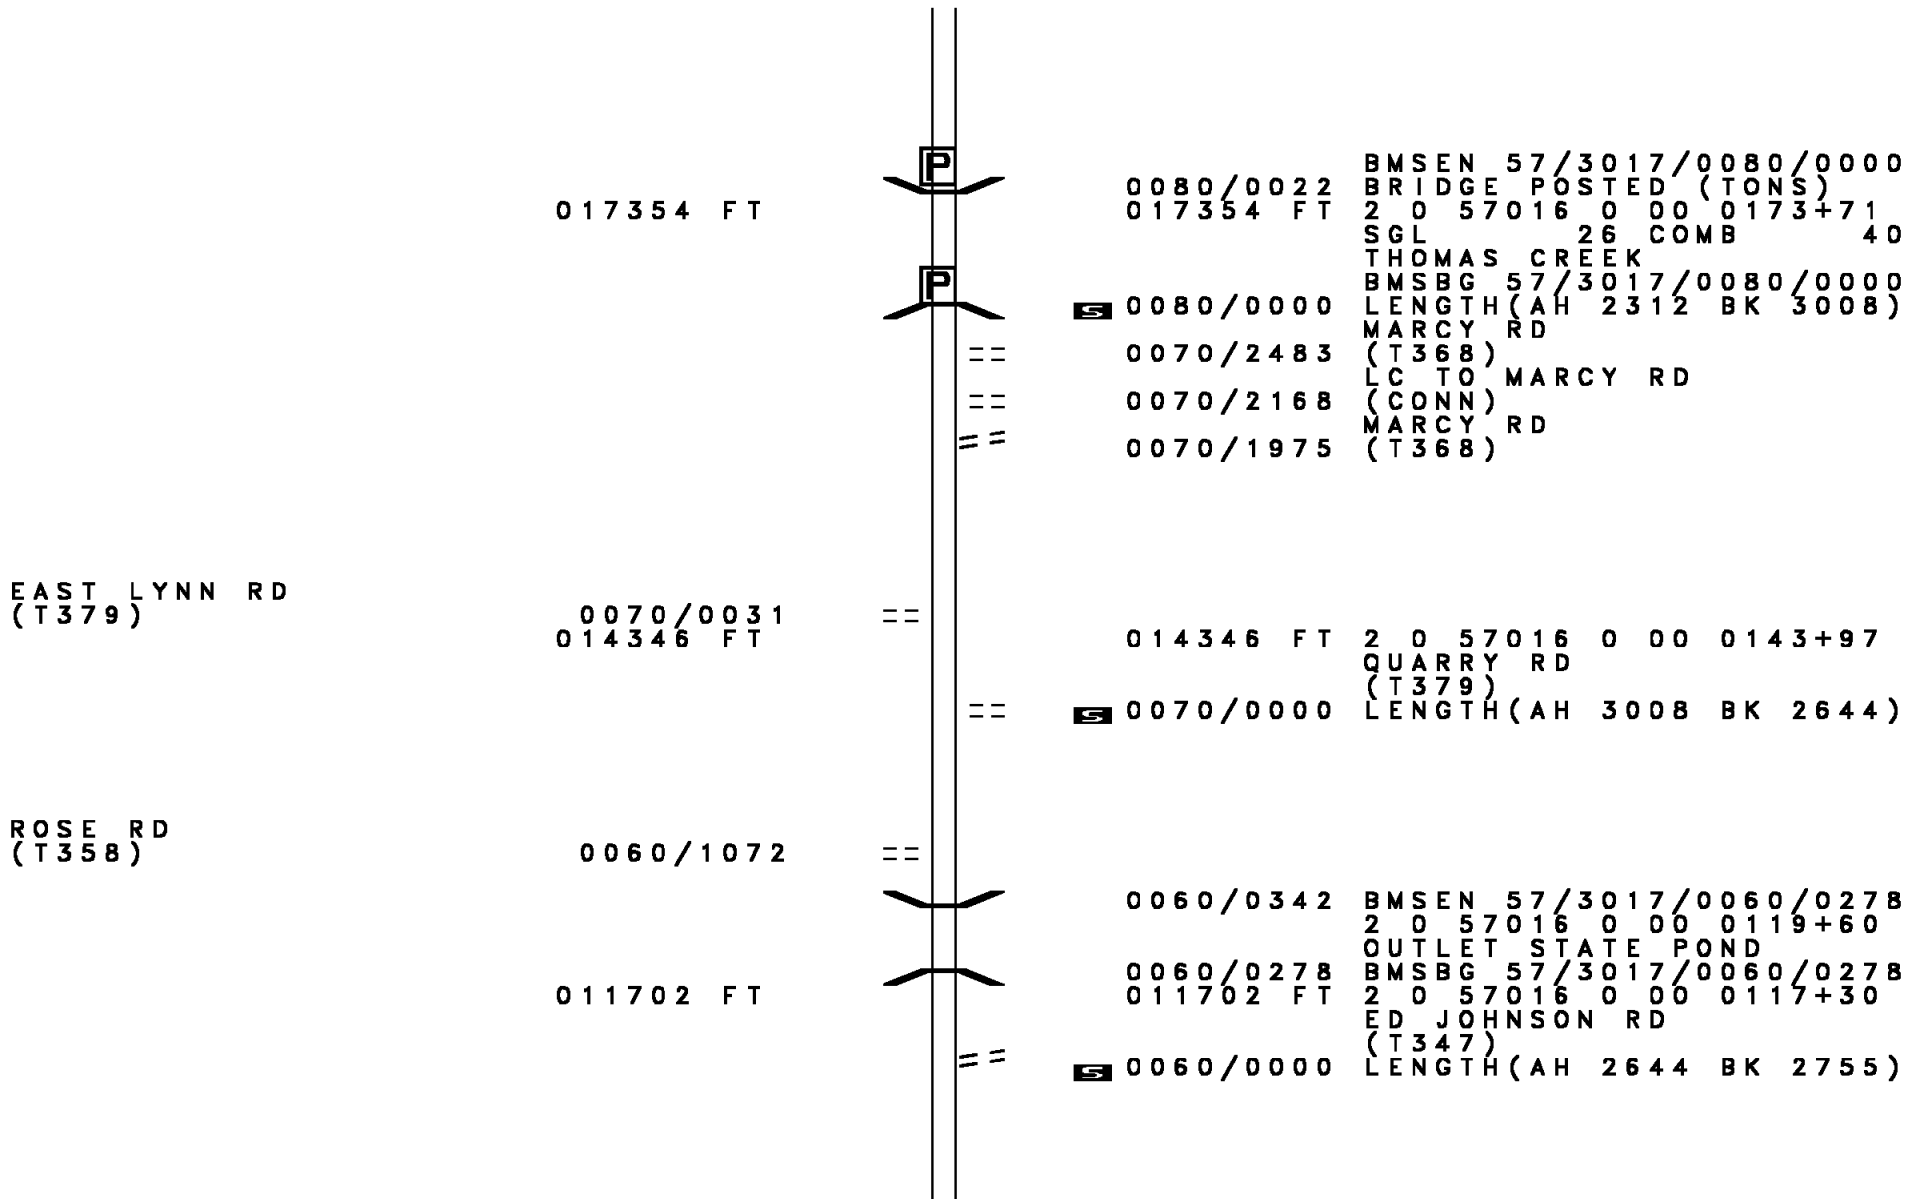 P
BMSEN 57/3017/0080/0000
0080/0022 BRIDGE POSTED (TONS)
017354 FT 017354 FT 2 0 57016 0 00 0173+71
SGL 26 COMB 40
THOMAS CREEK
P BMSBG 57/3017/0080/0000
S 0080/0000 LENGTH(AH 2312 BK 3008)
MARCY RD
0070/2483 (T368)
LC TO MARCY RD
0070/2168 (CONN)
MARCY RD
0070/1975 (T368)
EAST LYNN RD
(T379) 0070/0031
014346 FT 014346 FT 2 0 57016 0 00 0143+97
QUARRY RD
(T379)
S 0070/0000 LENGTH(AH 3008 BK 2644)
ROSE RD
(T358) 0060/1072
0060/0342 BMSEN 57/3017/0060/0278
2 0 57016 0 00 0119+60
OUTLET STATE POND
0060/0278 BMSBG 57/3017/0060/0278
011702 FT 011702 FT 2 0 57016 0 00 0117+30
ED JOHNSON RD
(T347)
S 0060/0000 LENGTH(AH 2644 BK 2755)